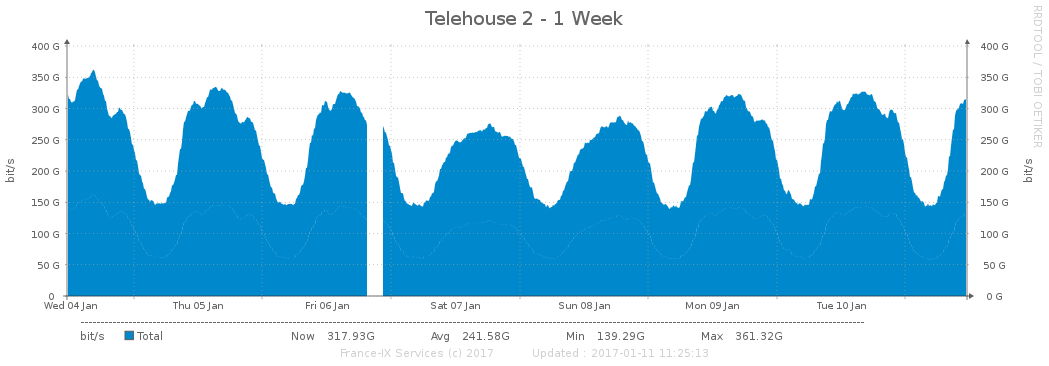 Telehouse 2 - 1 Week
RRDTOOL / TOBI OETIKER
400 G 400 G
350 G 350 G
300 G 300 G
250 G 250 G
200 G 200 G
150 G 150 G
100 G 100 G
50 G 50 G
0 0 G
bit/s bit/s
Wed 04 Jan Thu 05 Jan Fri 06 Jan Sat 07 Jan Sun 08 Jan Mon 09 Jan Tue 10 Jan
bit/s Total Now 317.93G Avg 241.58G Min 139.29G Max 361.32G
France-IX Services (c) 2017 Updated : 2017-01-11 11:25:13